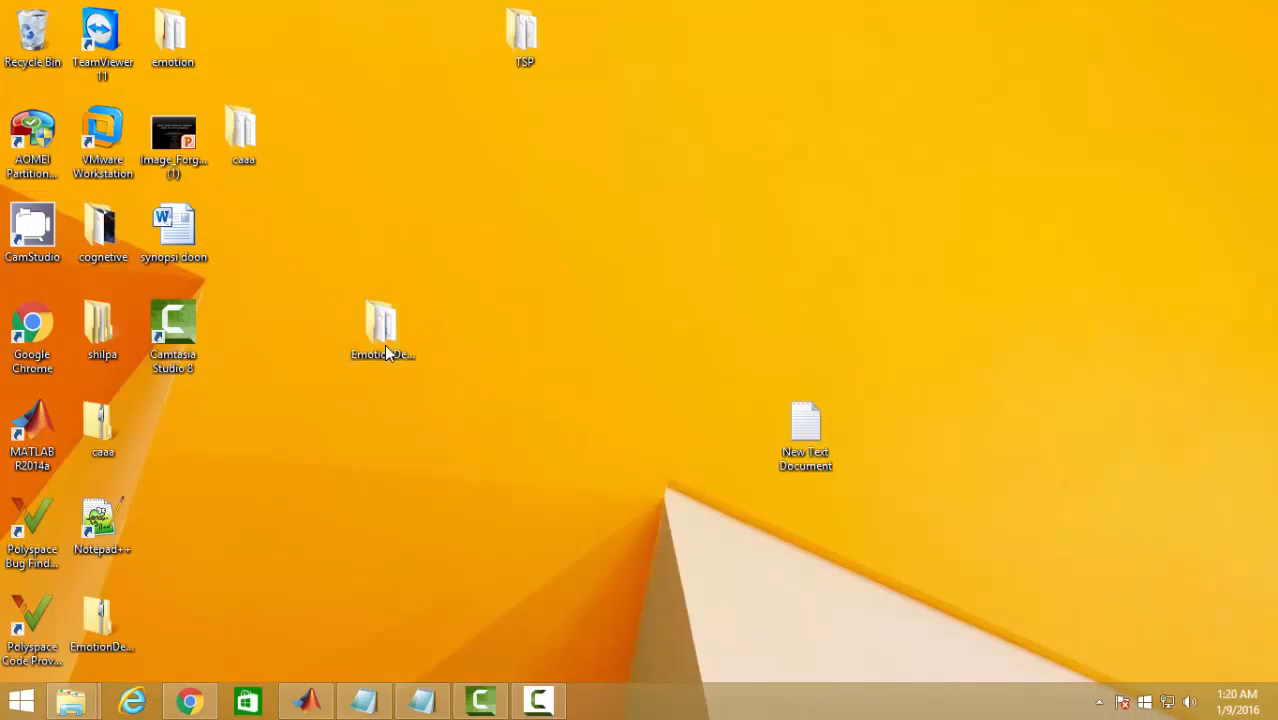 Recycle Bin
TeamViewer
11
emotion
TSP
AOMEI
Partition...
VMware
Workstation
Image_Forg...
(1)
caaa
CamStudio
cognetive
synopsi doon
Google
Chrome
shilpa
Camtasia
Studio 8
EmotionDe...
MATLAB
R2014a
caaa
New Text
Document
Polyspace
Bug Find...
Notepad++
Polyspace
Code Prov...
EmotionDe...
1:20 AM
1/9/2016